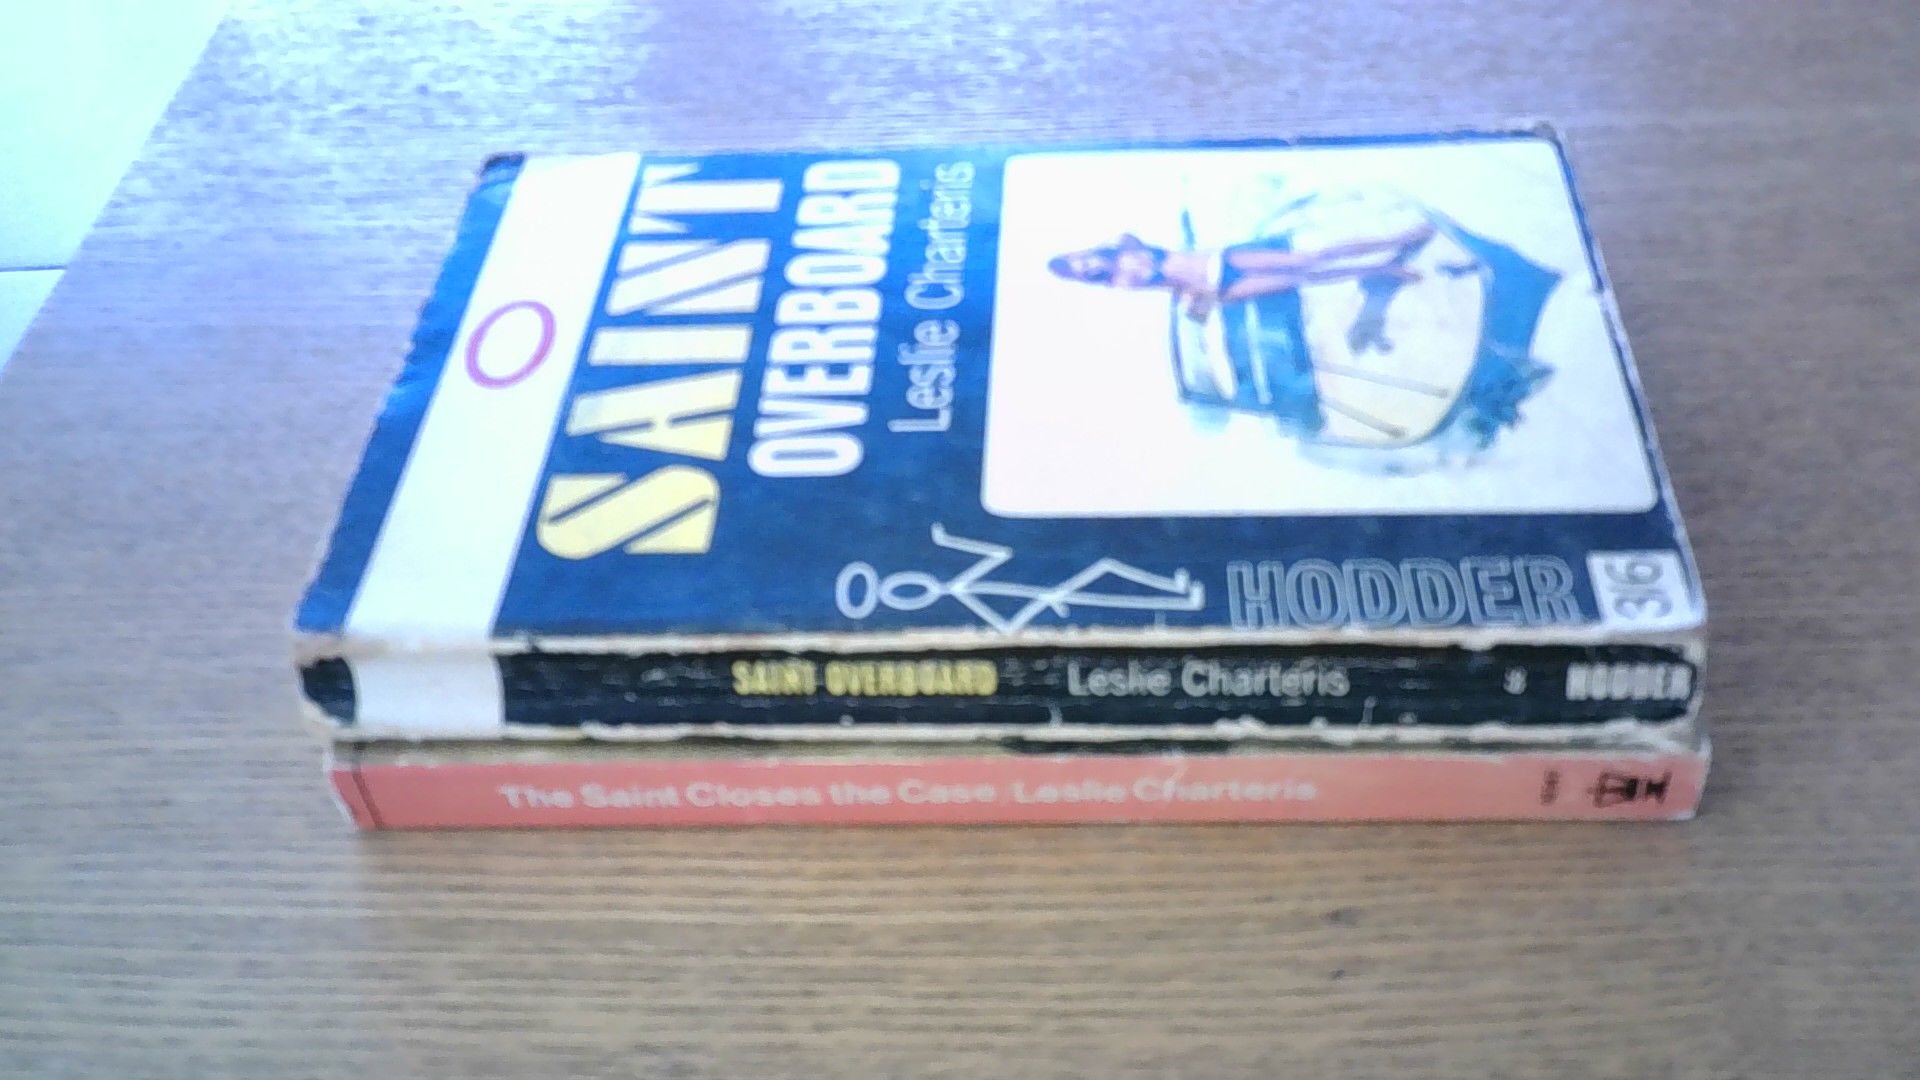 SAINT
OVERBOARD
Leslie Charteris
HODDER
3/6
SAINT OVERBOARD Leslie Charteris HODDER
The Saint Closes the Case Leslie Charteris